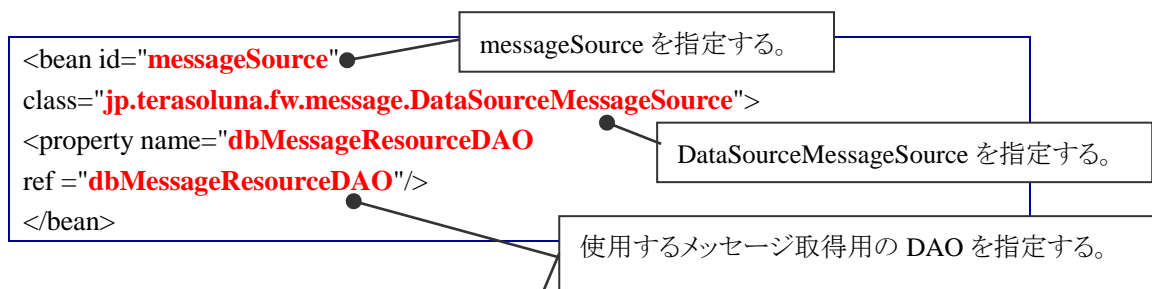 <bean id="messageSource"
messageSource を指定する。
class="jp.terasoluna.fw.message.DataSourceMessageSource">
<property name="dbMessageResourceDAO
DataSourceMessageSource を指定する。
ref ="dbMessageResourceDAO"/>
</bean>
使用するメッセージ取得用の DAO を指定する。